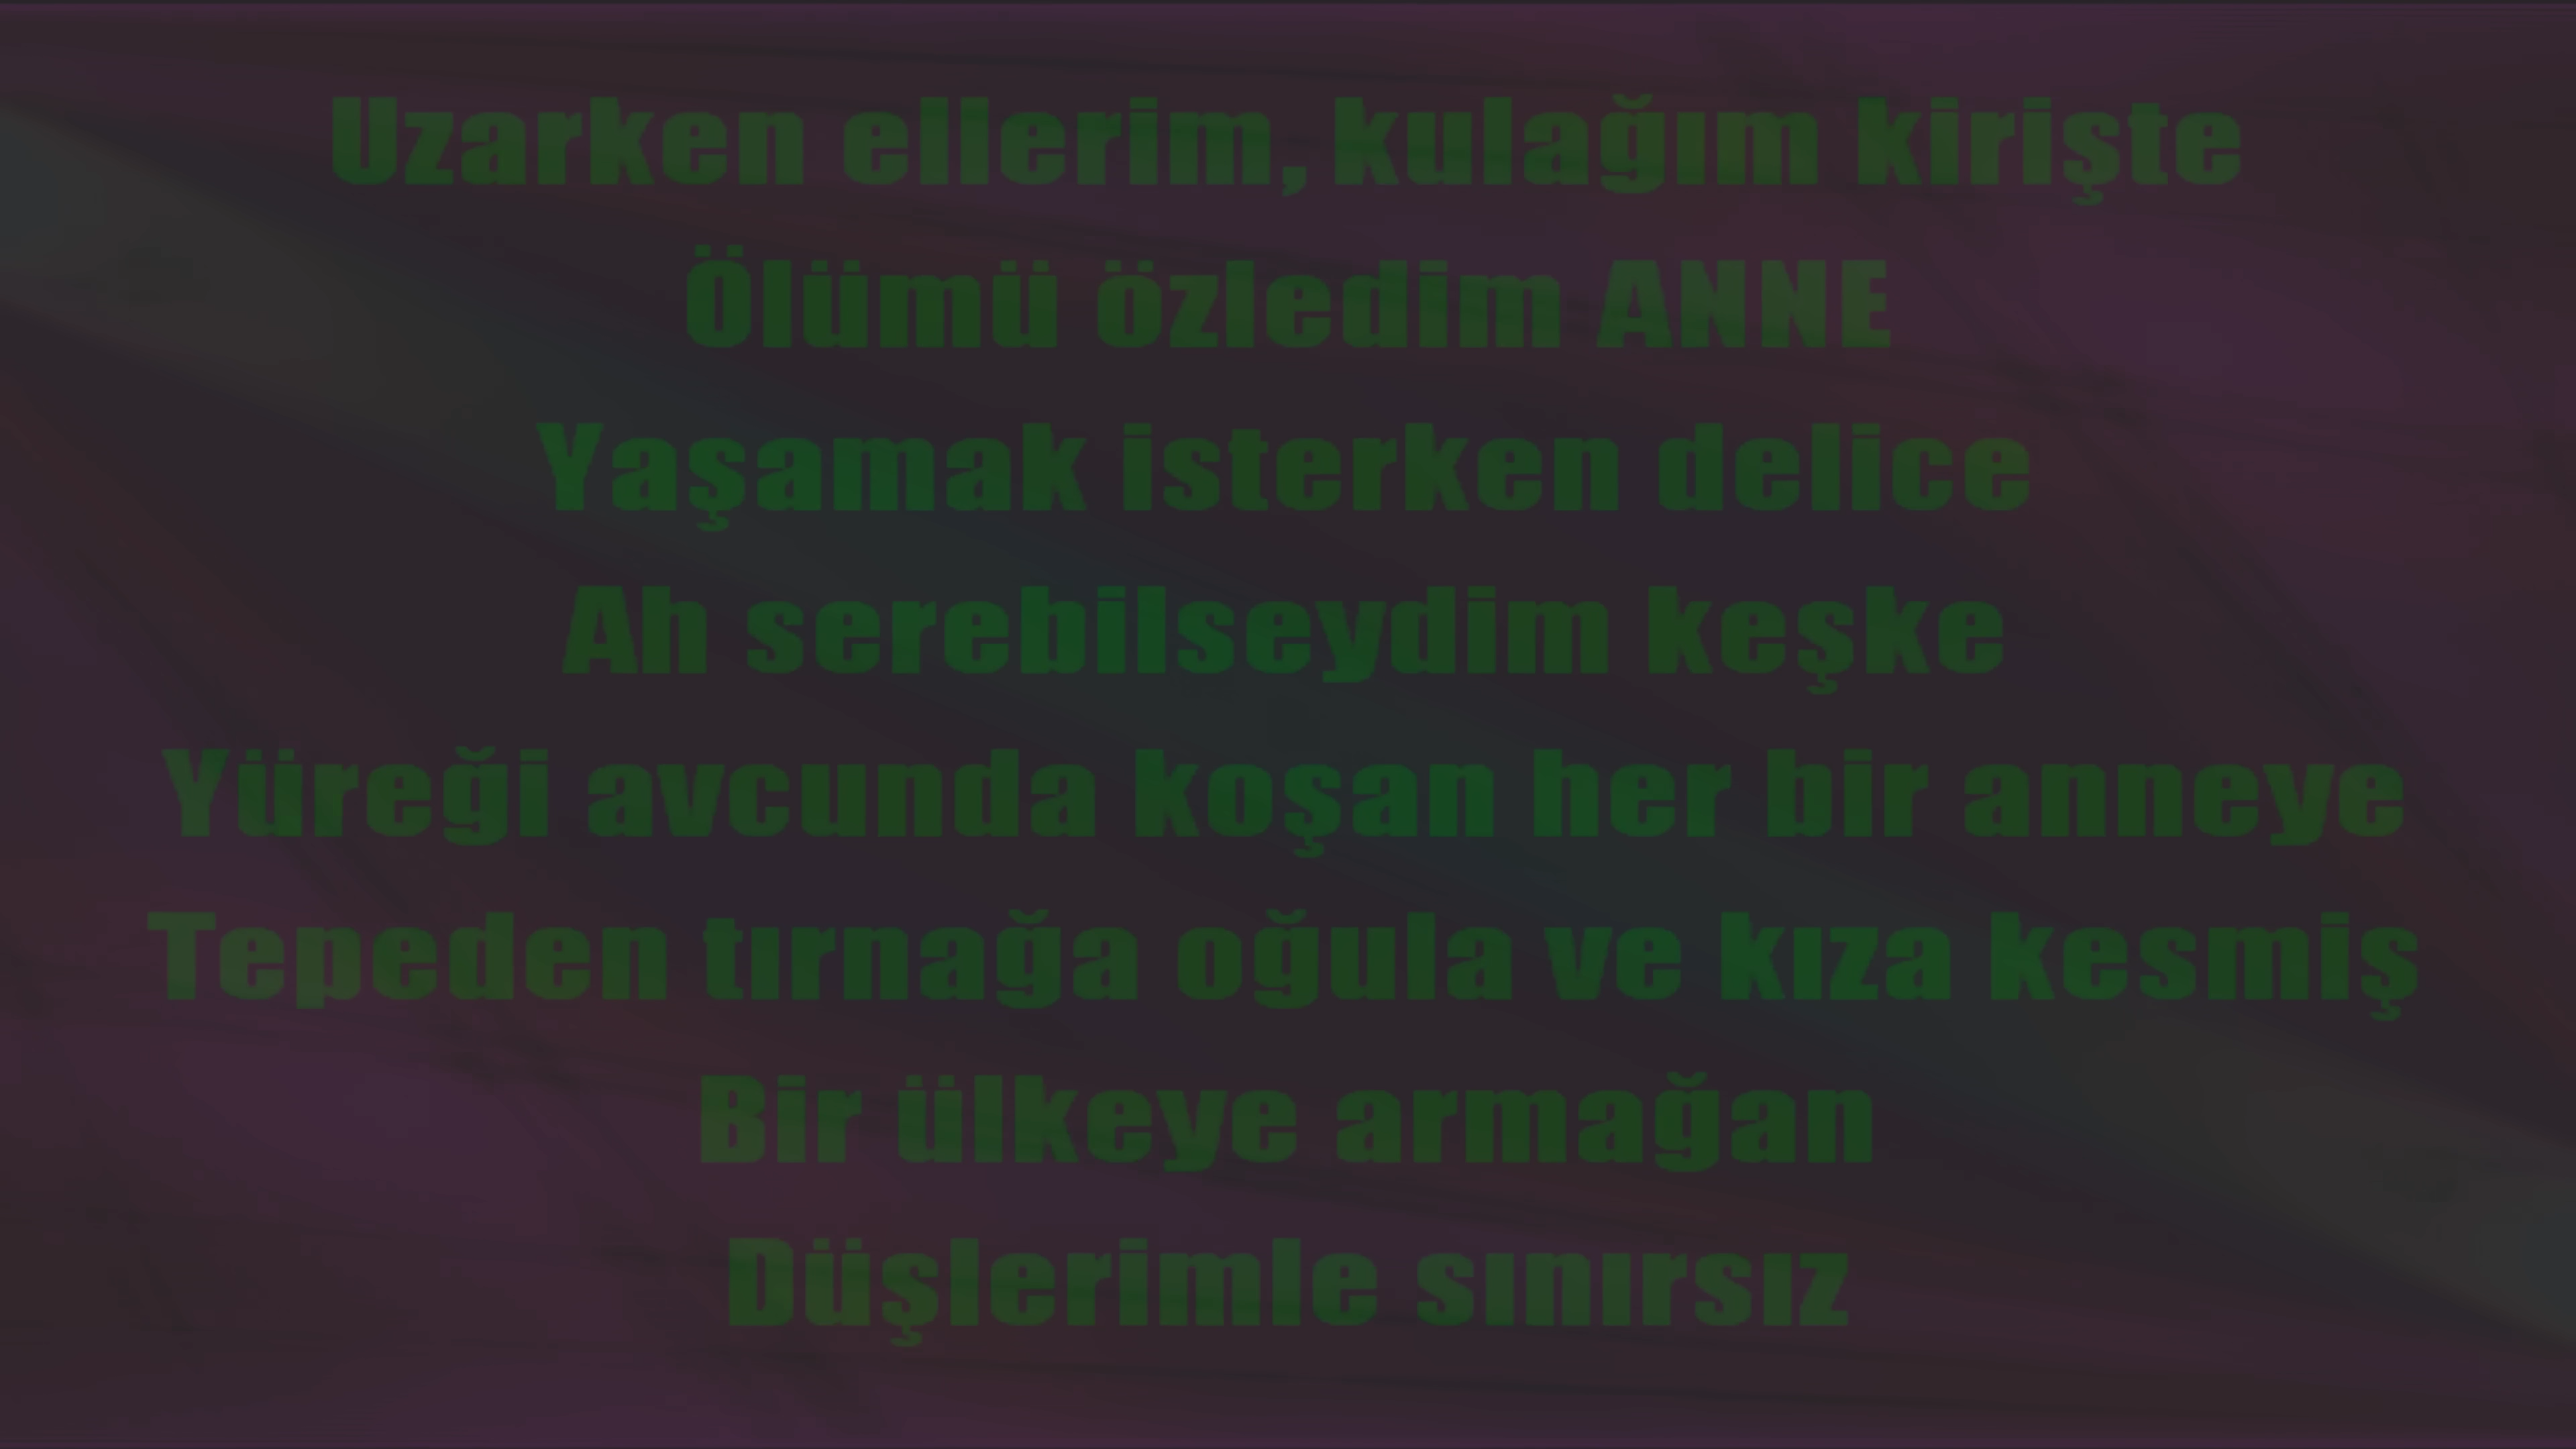 Uzarken ellerim, kulağım kirişte
Ölümü özledim ANNE
Yaşamak isterken delice
Ah serebilseydim keşke
Yüreği avcunda koşan her bir anneye
Tepeden tırnağa oğula ve kıza kesmiş
Bir ülkeye armağan
Düşlerimle sınırsız